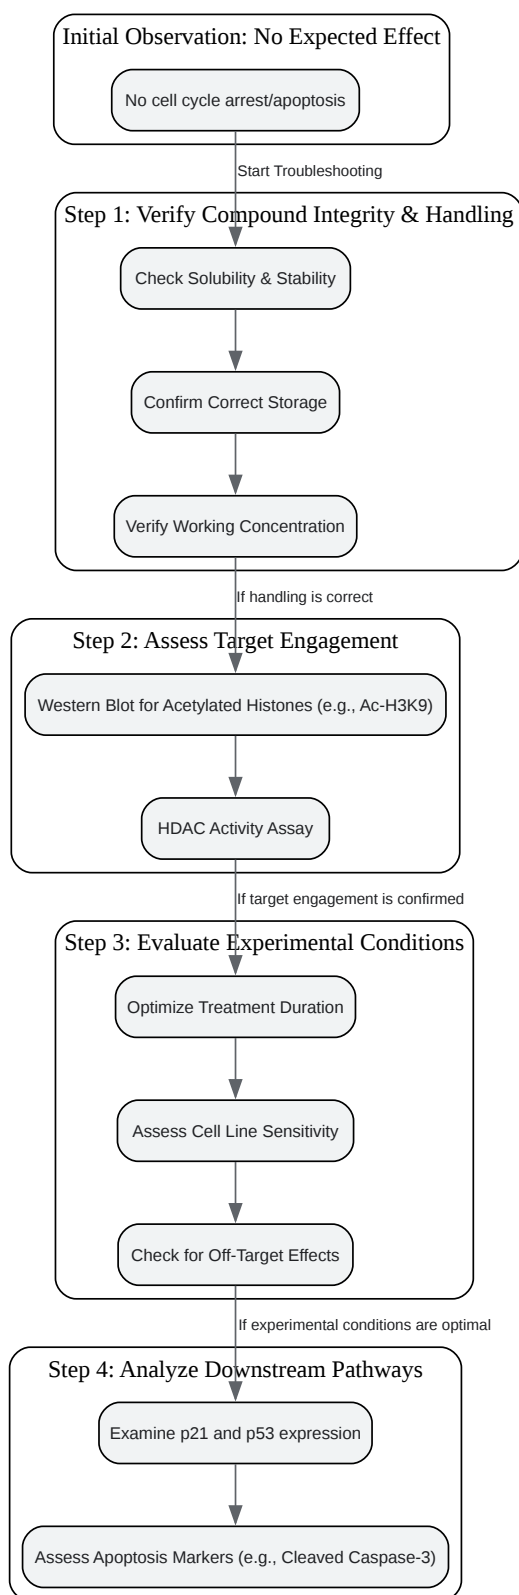 Initial Observation: No Expected Effect
No cell cycle arrest/apoptosis
Start Troubleshooting
Step 1: Verify Compound Integrity & Handling
Check Solubility & Stability
Confirm Correct Storage
Verify Working Concentration
If handling is correct
Step 2: Assess Target Engagement
Western Blot for Acetylated Histones (e.g., Ac-H3K9)
HDAC Activity Assay
If target engagement is confirmed
Step 3: Evaluate Experimental Conditions
Optimize Treatment Duration
Assess Cell Line Sensitivity
Check for Off-Target Effects
If experimental conditions are optimal
Step 4: Analyze Downstream Pathways
Examine p21 and p53 expression
Assess Apoptosis Markers (e.g., Cleaved Caspase-3)